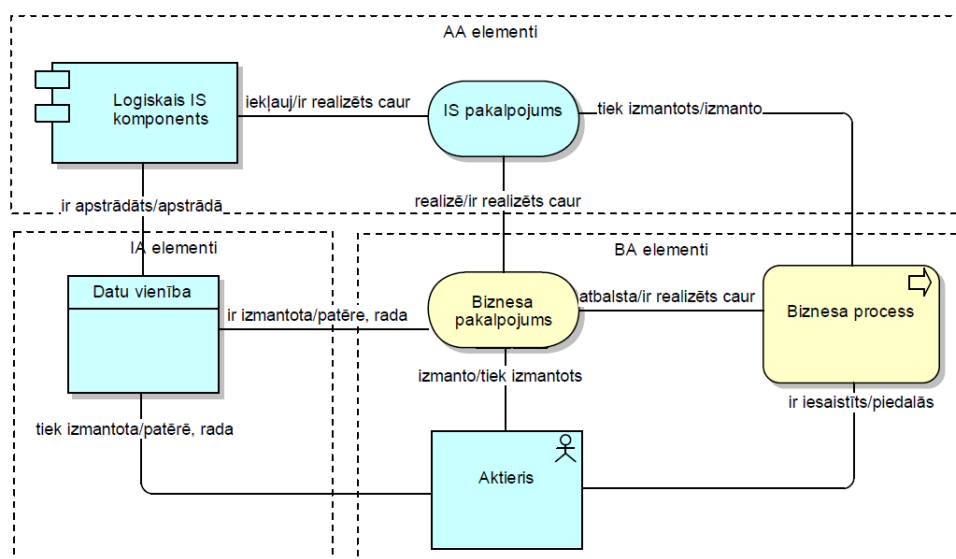 AA elementi
Loģiskais IS
komponents
iekļauj/ir realizēts caur
IS pakalpojums
tiek izmantots/izmanto
ir apstrādāts/apstrādā
realizē/ir realizēts caur
IA elementi
BA elementi
Datu vienība
ir izmantota/patēre, rada
Biznesa
pakalpojums
atbalsta/ir realizēts caur
Biznesa process
izmanto/tiek izmantots
ir iesaistīts/piedalās
tiek izmantota/patērē, rada
Aktieris